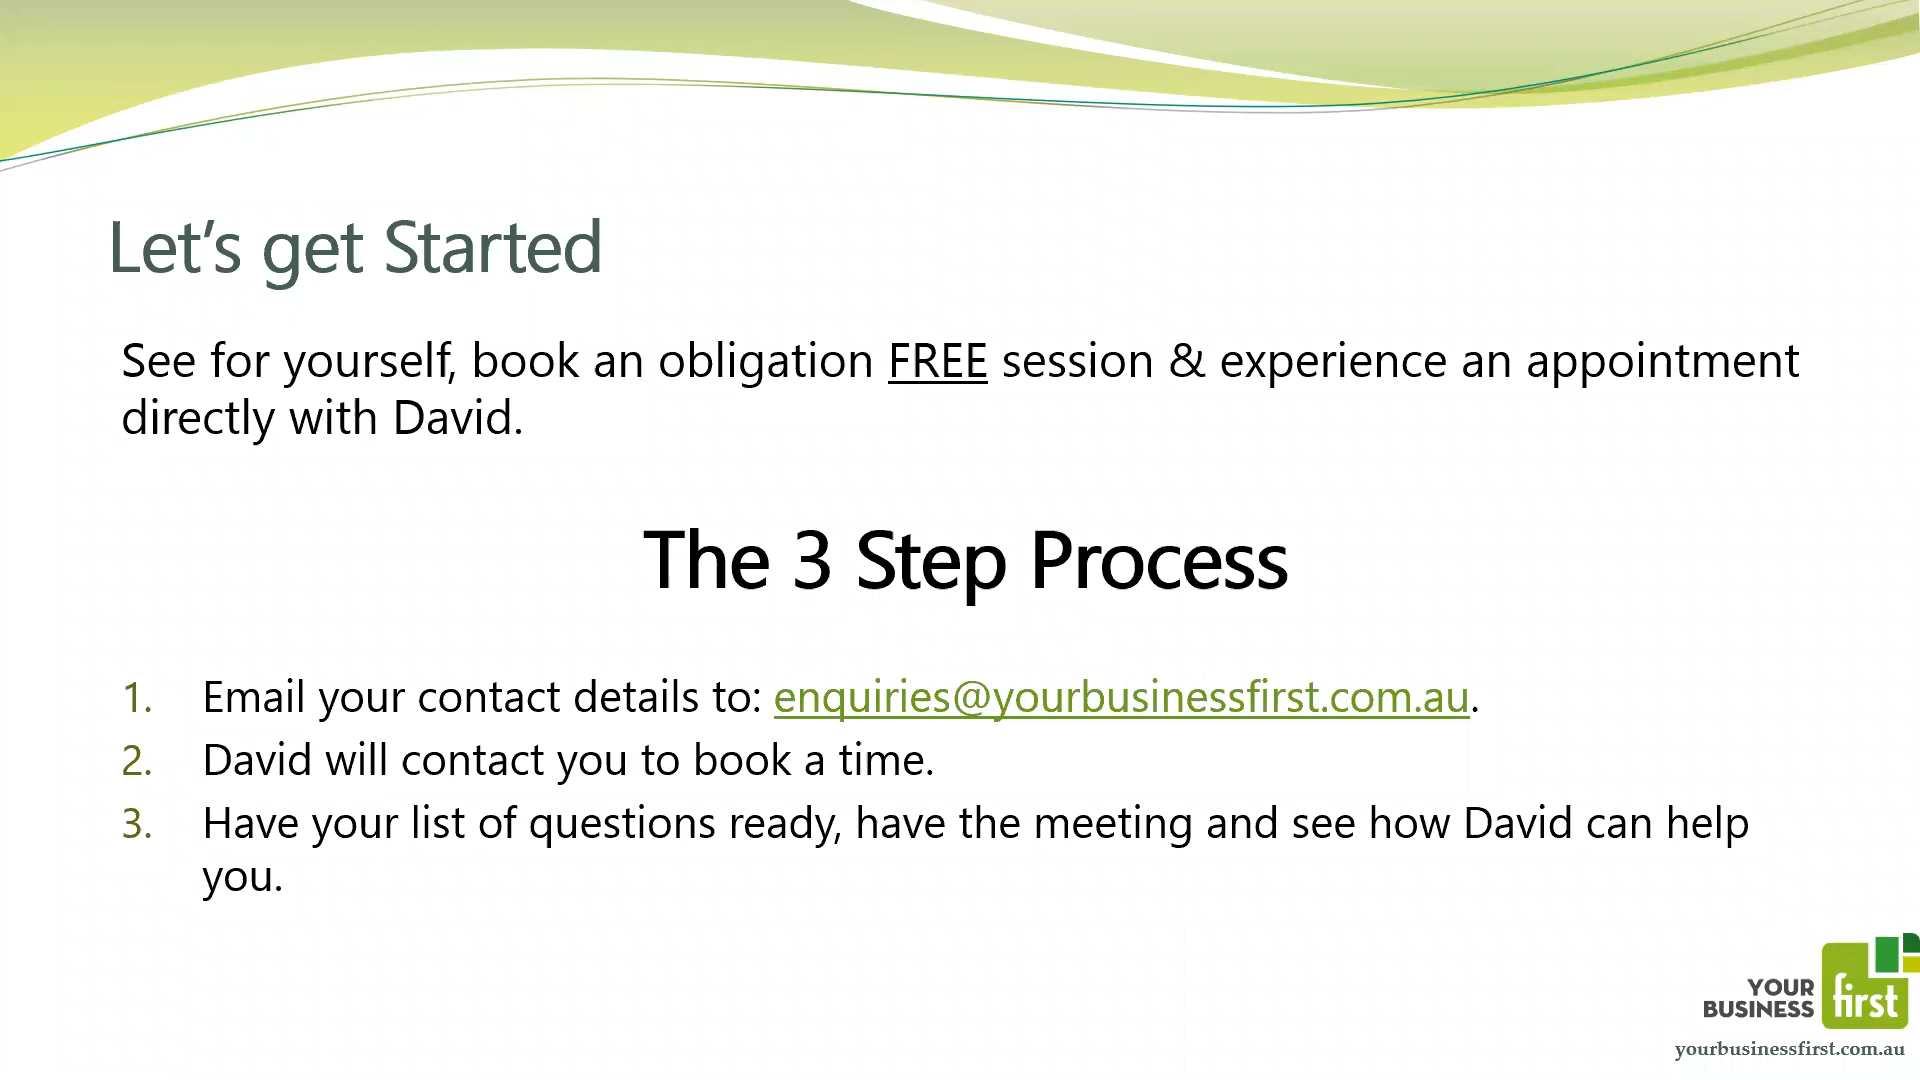 Let’s get Started
See for yourself, book an obligation FREE session & experience an appointment
directly with David.
The 3 Step Process
1. Email your contact details to: enquiries@yourbusinessfirst.com.au.
2. David will contact you to book a time.
3. Have your list of questions ready, have the meeting and see how David can help
you.
YOUR
BUSINESS first
yourbusinessfirst.com.au